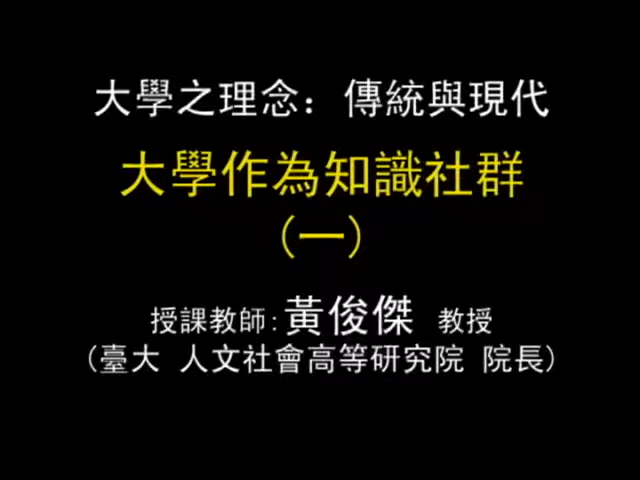 大學之理念：傳統與現代
大學作為知識社群
(一)
授課教師:黃俊傑 教授
(臺大 人文社會高等研究院 院長)